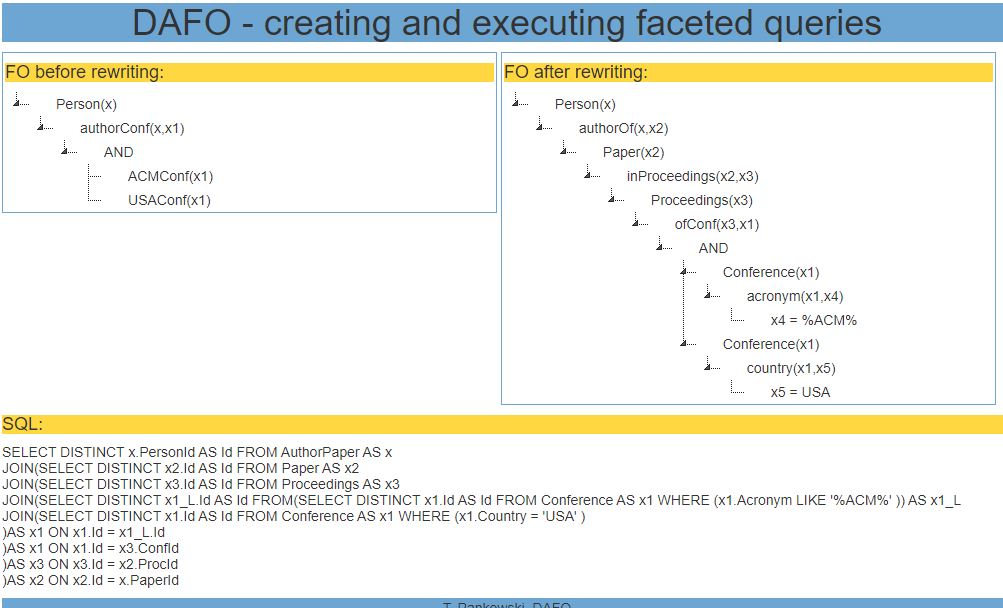 DAFO - creating and executing faceted queries
FO before rewriting:
Person(x)
authorConf(x,x1)
AND
ACMConf(x1)
USAConf(x1)
FO after rewriting:
Person(x)
authorOf(x,x2)
Paper(x2)
inProceedings(x2,x3)
Proceedings(x3)
ofConf(x3,x1)
AND
Conference(x1)
acronym(x1,x4)
x4 = %ACM%
Conference(x1)
country(x1,x5)
x5 = USA
SQL:
SELECT DISTINCT x.PersonId AS Id FROM AuthorPaper AS x
JOIN(SELECT DISTINCT x2.Id AS Id FROM Paper AS x2
JOIN(SELECT DISTINCT x3.Id AS Id FROM Proceedings AS x3
JOIN(SELECT DISTINCT x1_L.Id AS Id FROM(SELECT DISTINCT x1.Id AS Id FROM Conference AS x1 WHERE (x1.Acronym LIKE '%ACM%' )) AS x1_L
JOIN(SELECT DISTINCT x1.Id AS Id FROM Conference AS x1 WHERE (x1.Country = 'USA' )
)AS x1 ON x1.Id = x1_L.Id
)AS x1 ON x1.Id = x3.ConfId
)AS x3 ON x3.Id = x2.ProcId
)AS x2 ON x2.Id = x.PaperId
T. Pankowski, DAFO